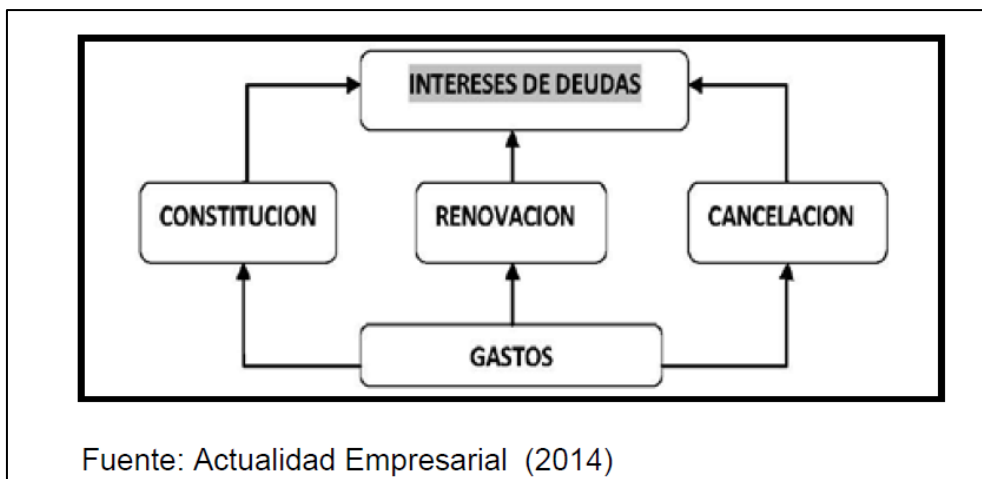 INTERESES DE DEUDAS
CONSTITUCION
RENOVACION
CANCELACION
GASTOS
Fuente: Actualidad Empresarial (2014)